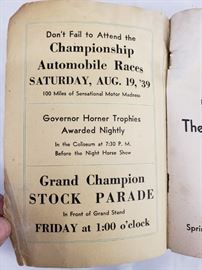 Don't Fail to Attend the
Championship
Automobile Races
SATURDAY, AUG. 19, '39
100 Miles of Sensational Motor Madness
Governor Horner Trophies
Awarded Nightly
In the Coliseum at 7:30 P. M.
Before the Night Horse Show
Grand Champion
STOCK PARADE
In Front of Grand Stand
FRIDAY at 1:00 o'clock
The
Spri